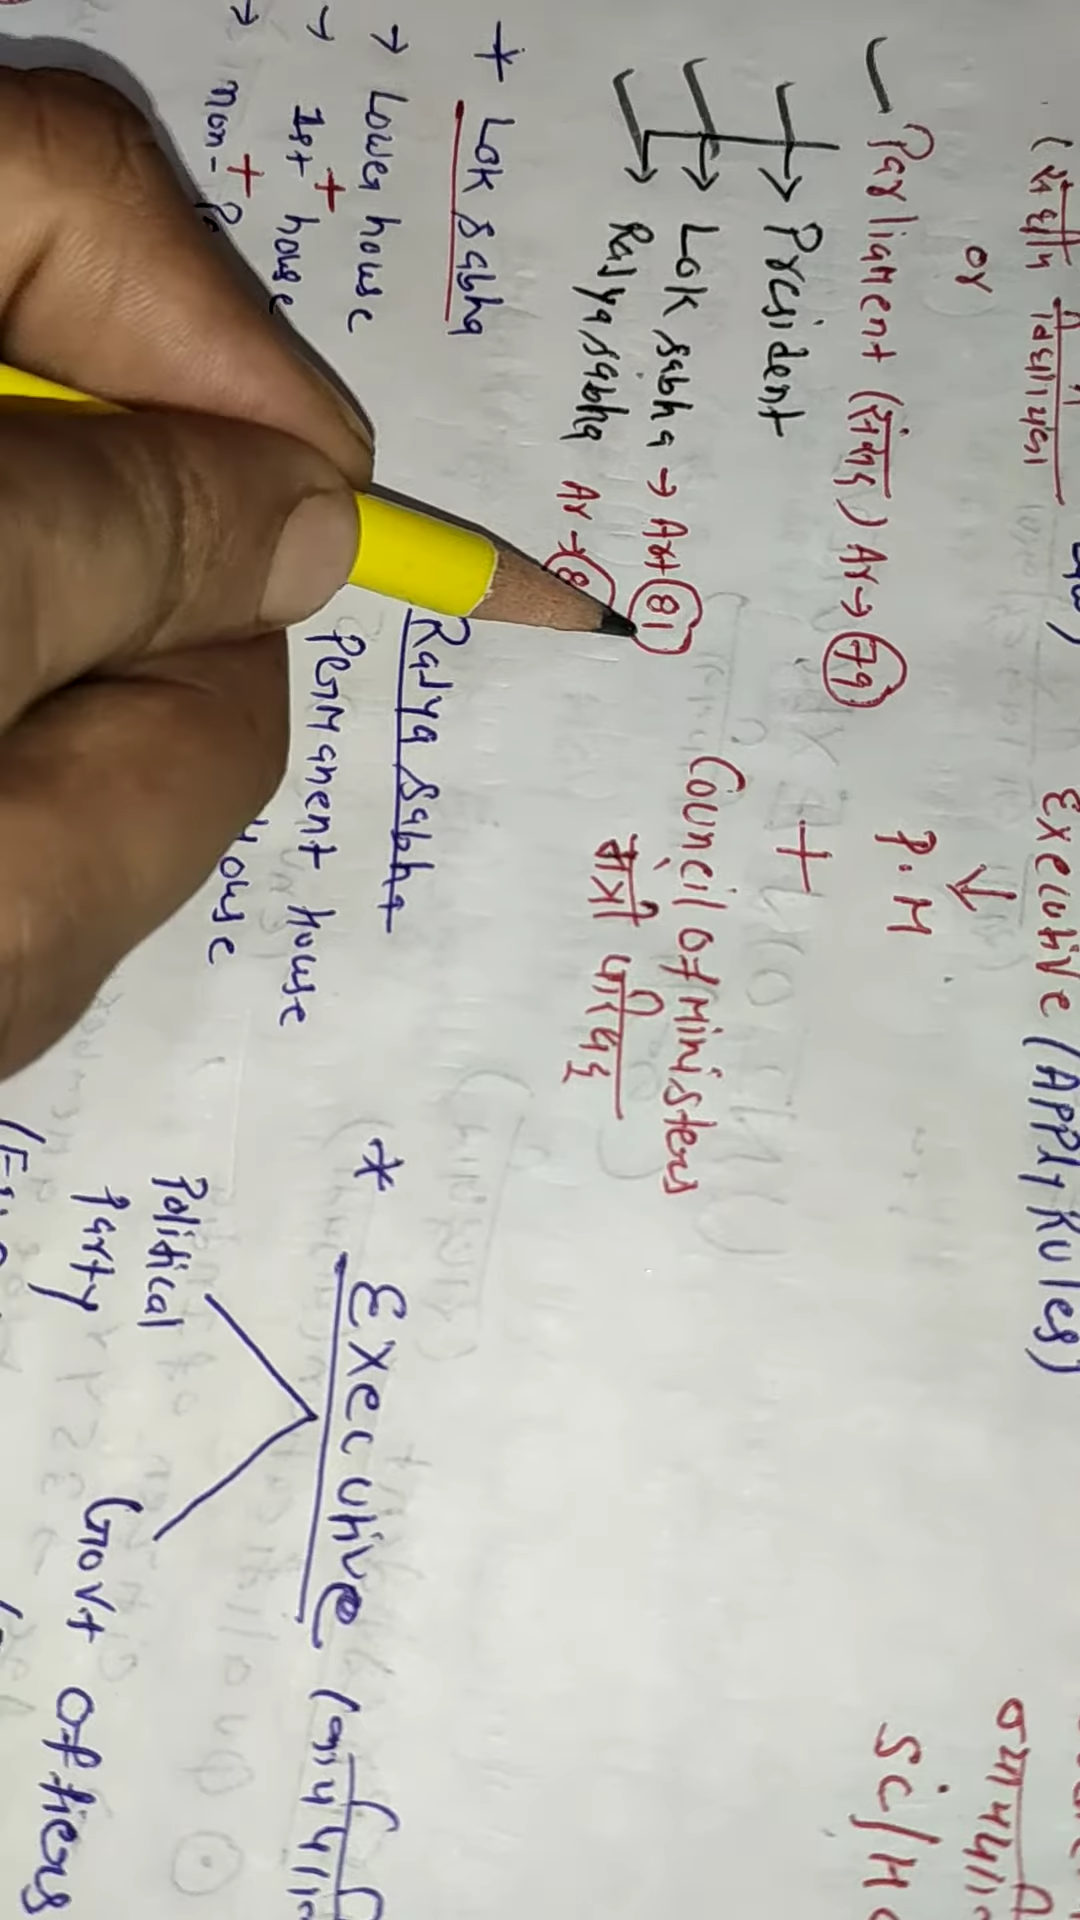 Executive (Apply Rules)
or
Parliament (संसद) Ar → 79
→ President
→ Lok sabha → Art 81
→ Rajya sabha Ar →
P.M
+
Council of Ministers
मंत्री परिषद
SC/H
* Lok sabha
→ Lower house
→ 1st house
→ non-
Rajya sabha
Permanent house
House
* Executive
Political
Party
Govt officers